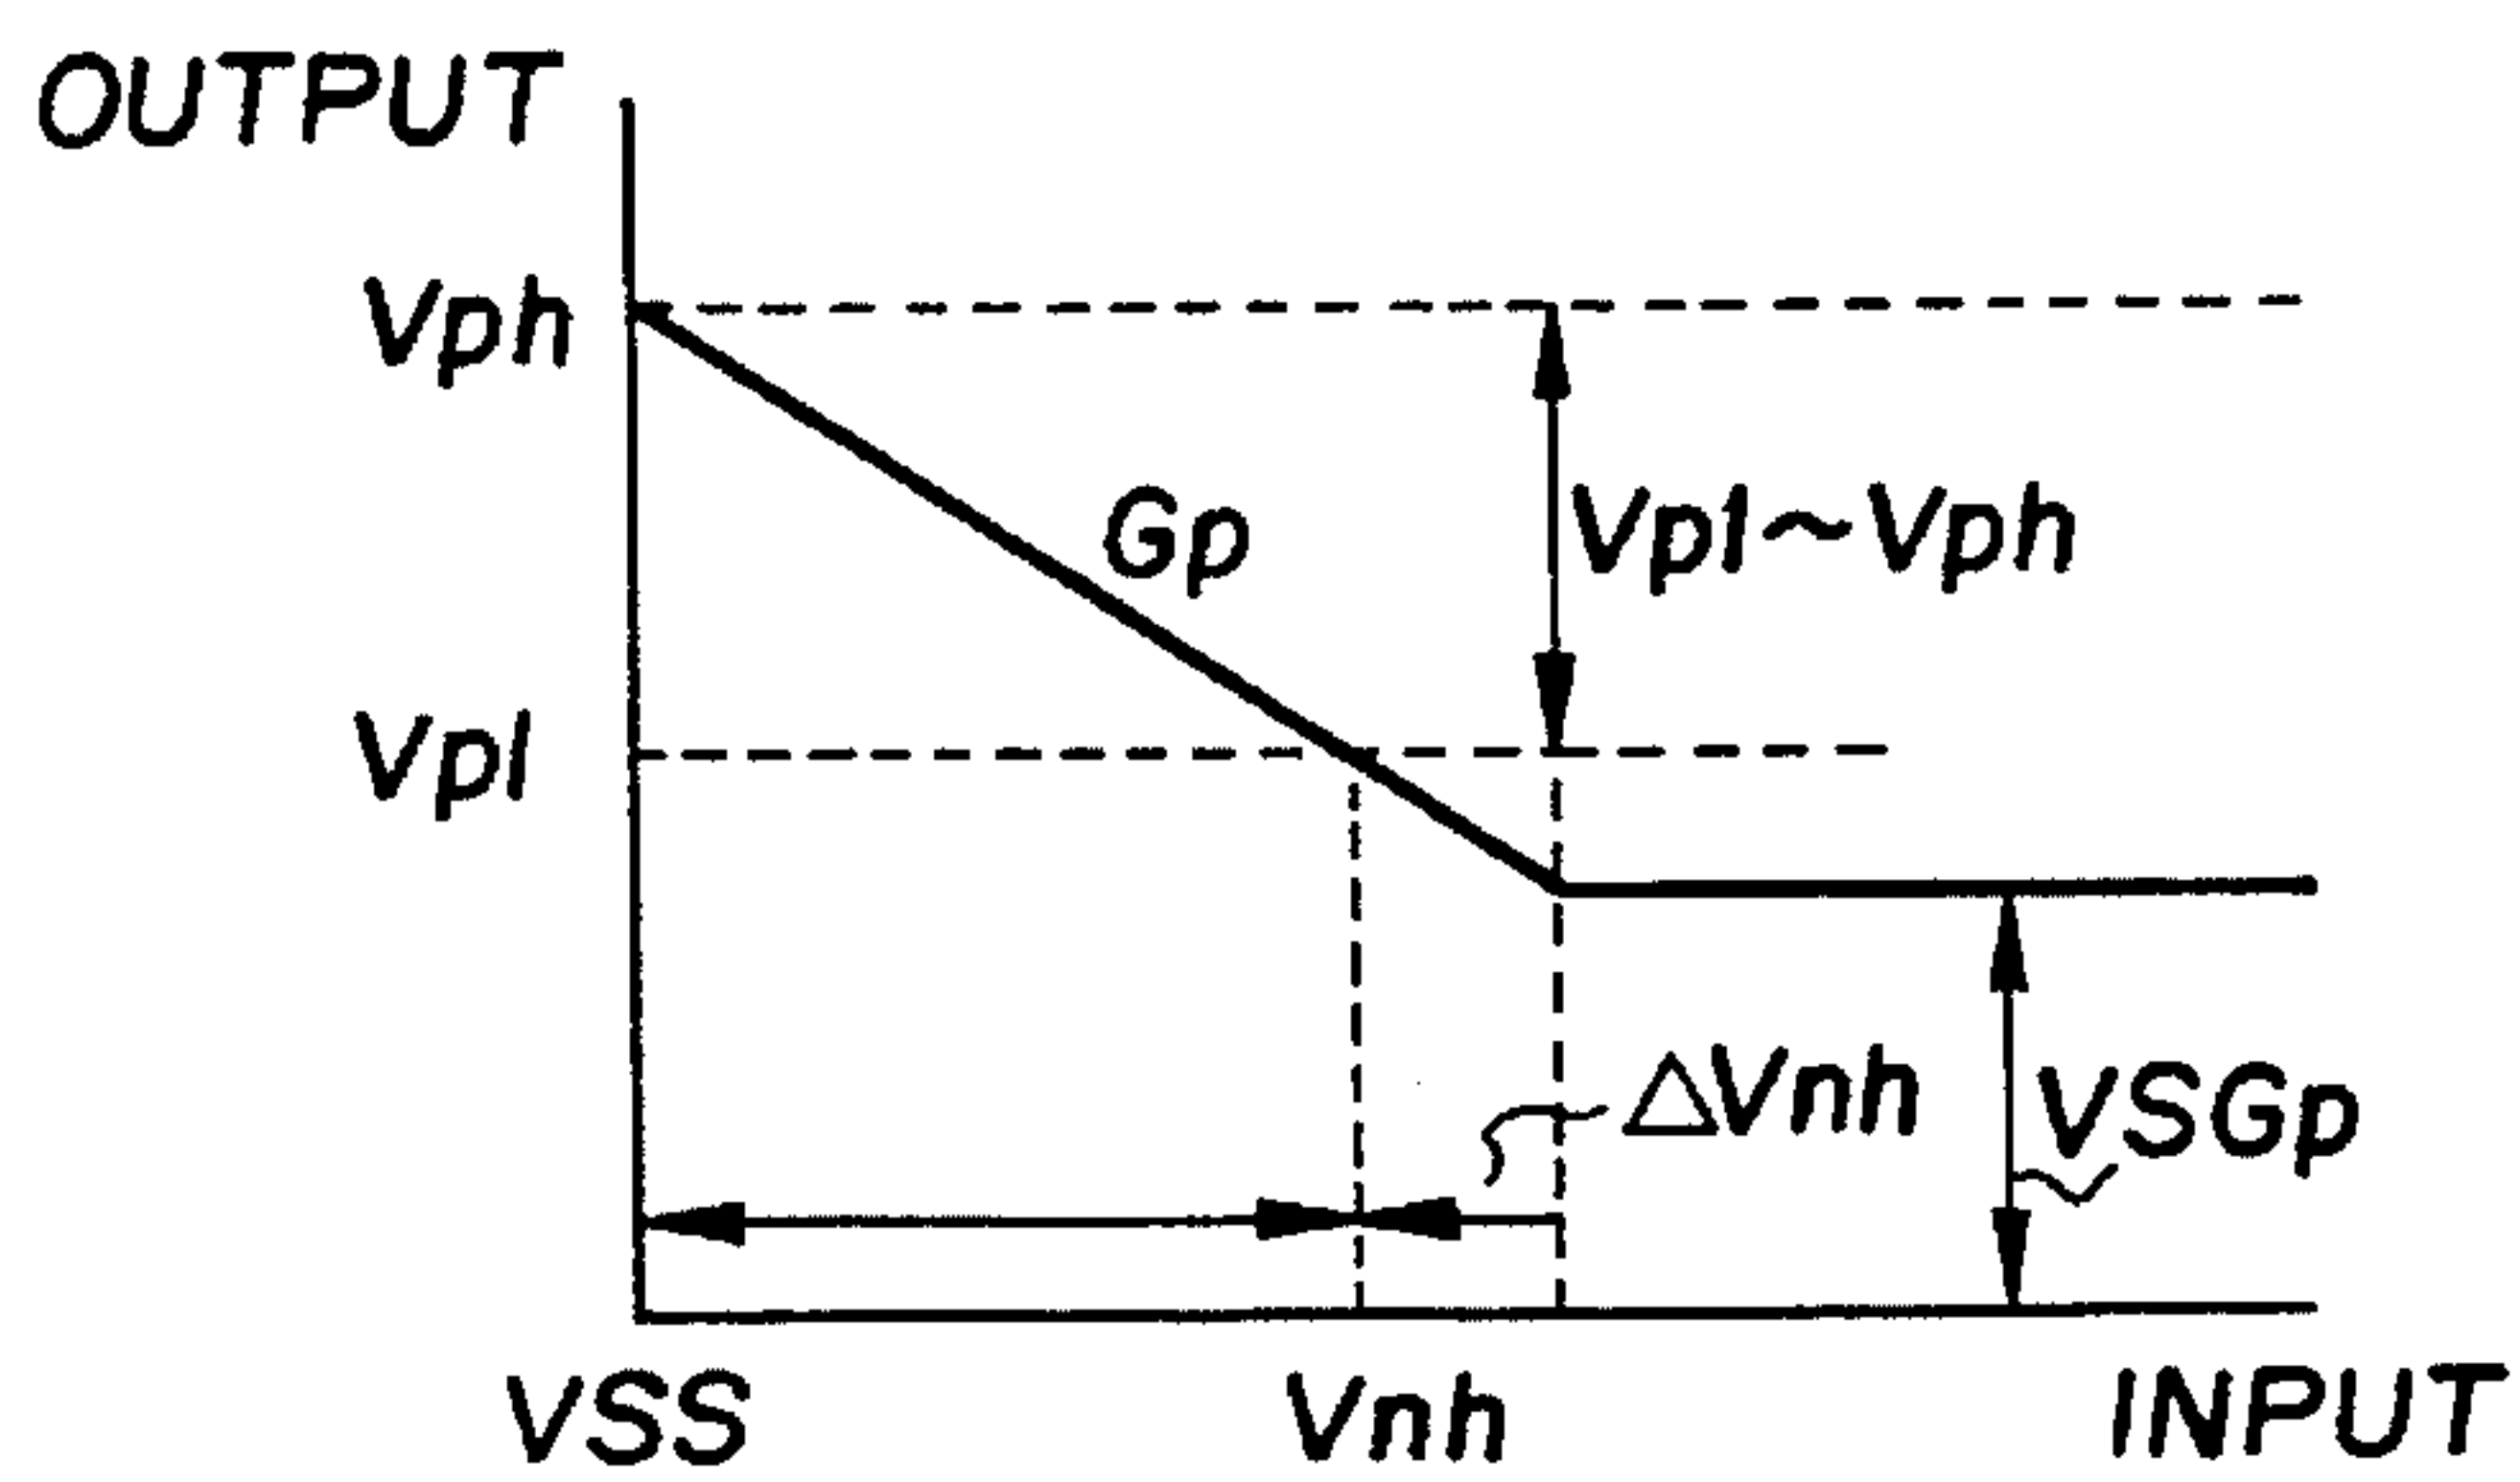 OUTPUT
Vph
Gp
Vpl~Vph
Vpl
ΔVnh
VSGp
VSS
Vnh
INPUT